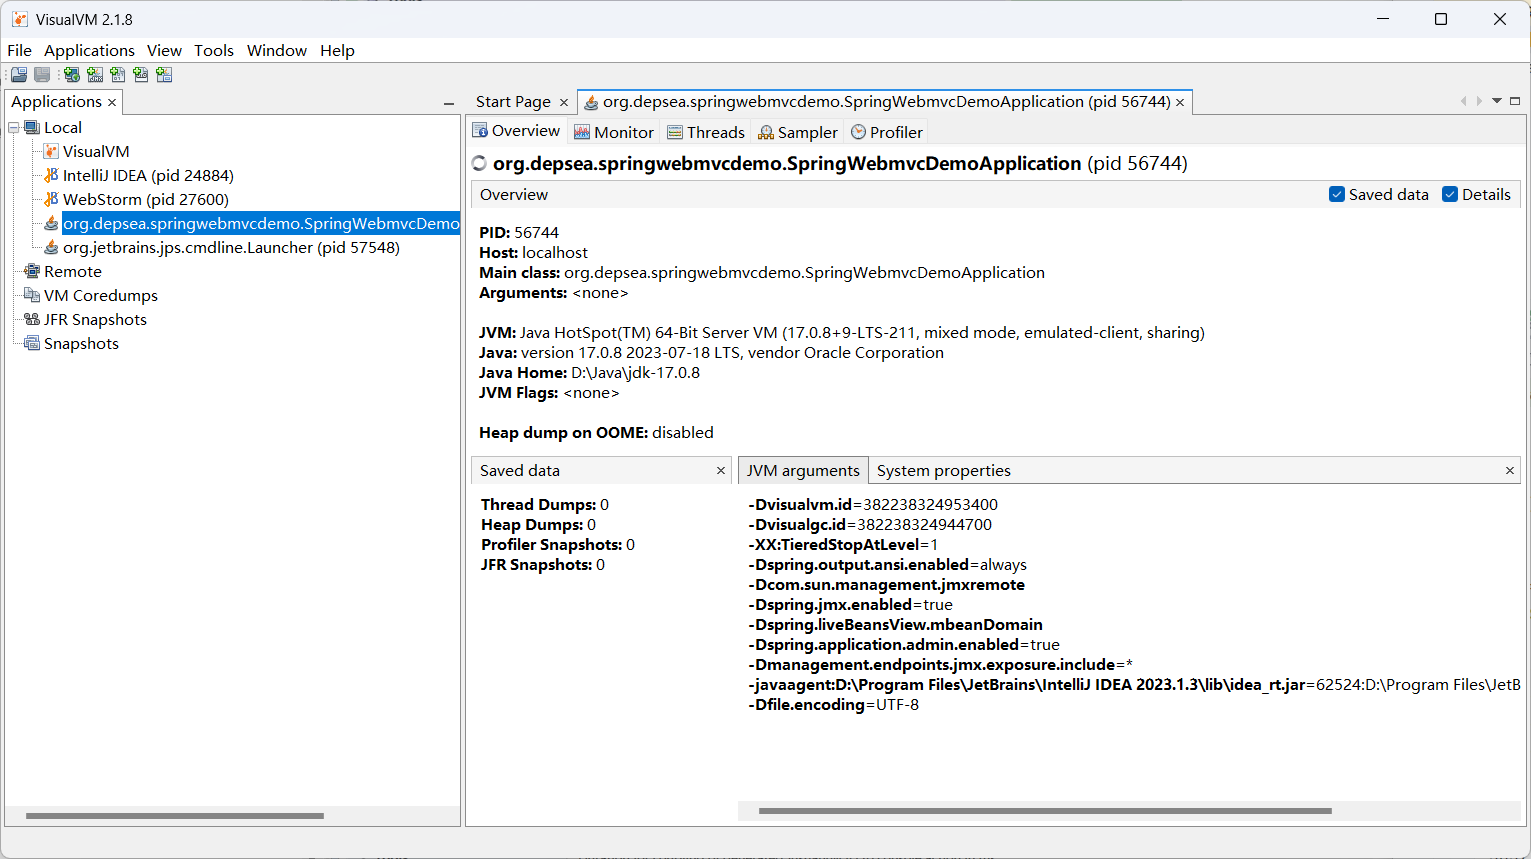 VisualVM 2.1.8
File Applications View Tools Window Help
Applications
Start Page
org.depsea.springwebmvcdemo.SpringWebmvcDemoApplication (pid 56744)
Local
VisualVM
IntelliJ IDEA (pid 24884)
WebStorm (pid 27600)
org.depsea.springwebmvcdemo.SpringWebmvcDemo
org.jetbrains.jps.cmdline.Launcher (pid 57548)
Remote
VM Coredumps
JFR Snapshots
Snapshots
Overview Monitor Threads Sampler Profiler
org.depsea.springwebmvcdemo.SpringWebmvcDemoApplication (pid 56744)
Overview Saved data Details
PID: 56744
Host: localhost
Main class: org.depsea.springwebmvcdemo.SpringWebmvcDemoApplication
Arguments: <none>
JVM: Java HotSpot(TM) 64-Bit Server VM (17.0.8+9-LTS-211, mixed mode, emulated-client, sharing)
Java: version 17.0.8 2023-07-18 LTS, vendor Oracle Corporation
Java Home: D:\Java\jdk-17.0.8
JVM Flags: <none>
Heap dump on OOME: disabled
Saved data
Thread Dumps: 0
Heap Dumps: 0
Profiler Snapshots: 0
JFR Snapshots: 0
JVM arguments System properties
-Dvisualvm.id=382238324953400
-Dvisualgc.id=382238324944700
-XX:TieredStopAtLevel=1
-Dspring.output.ansi.enabled=always
-Dcom.sun.management.jmxremote
-Dspring.jmx.enabled=true
-Dspring.liveBeansView.mbeanDomain
-Dspring.application.admin.enabled=true
-Dmanagement.endpoints.jmx.exposure.include=*
-javaagent:D:\Program Files\JetBrains\IntelliJ IDEA 2023.1.3\lib\idea_rt.jar=62524:D:\Program Files\JetB
-Dfile.encoding=UTF-8